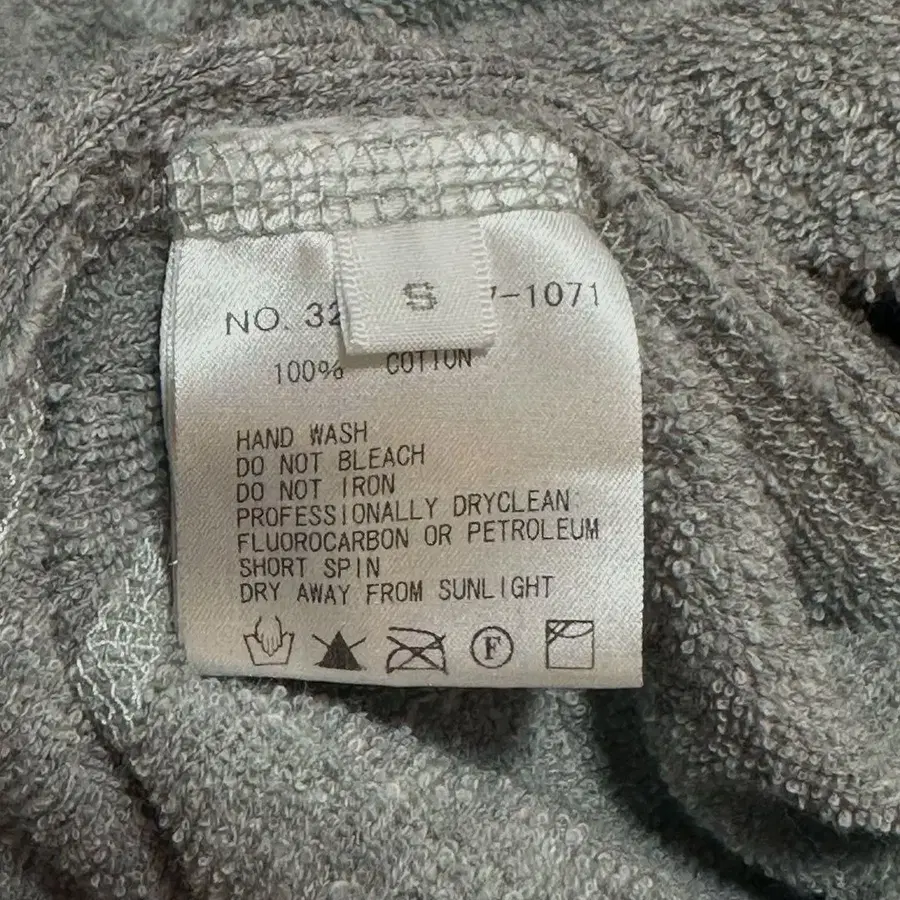 S
NO. 32 7-1071
100% COTTON
HAND WASH
DO NOT BLEACH
DO NOT IRON
PROFESSIONALLY DRYCLEAN:
FLUOROCARBON OR PETROLEUM
SHORT SPIN
DRY AWAY FROM SUNLIGHT
F